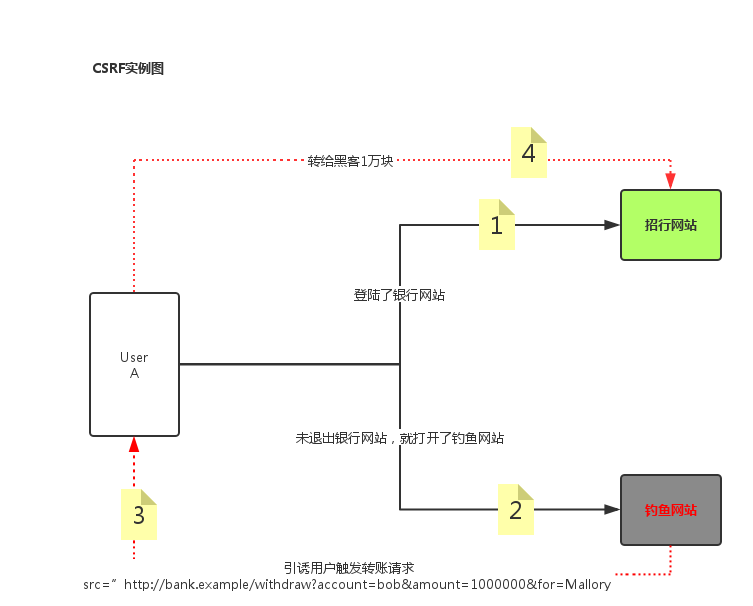 CSRF实例图
转给黑客1万块
4
1
招行网站
登陆了银行网站
User
A
未退出银行网站，就打开了钓鱼网站
3
2
钓鱼网站
引诱用户触发转账请求
src=” http://bank.example/withdraw?account=bob&amount=1000000&for=Mallory